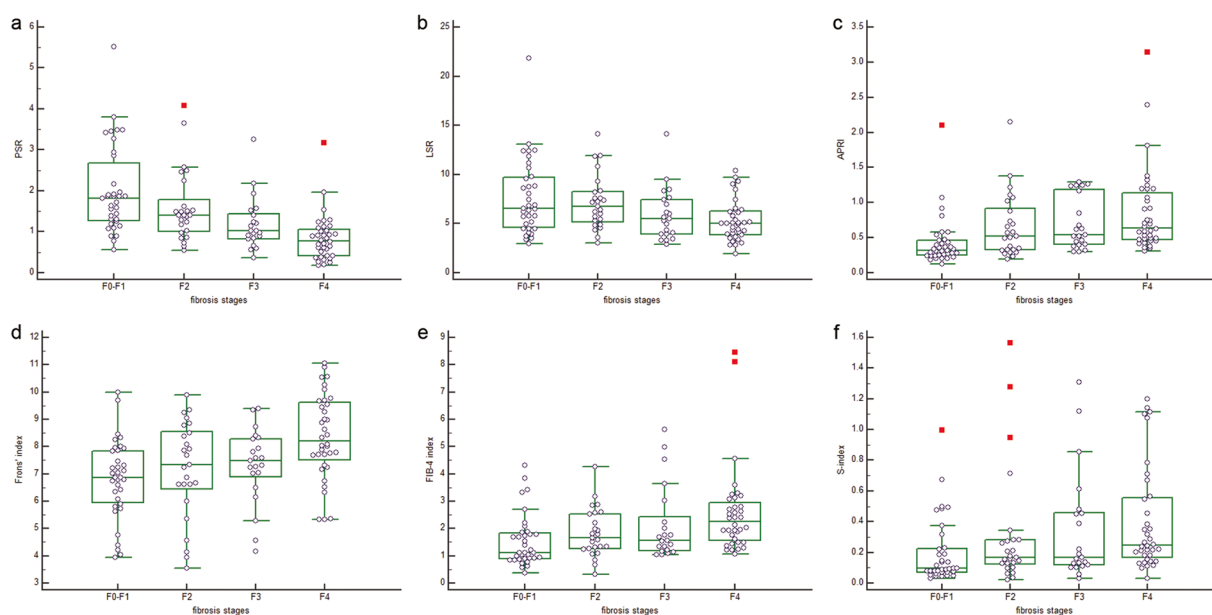 a
6
5
4
3
2
1
0
PSR
F0-F1 F2 F3 F4
fibrosis stages
b
25
20
15
10
5
0
LSR
F0-F1 F2 F3 F4
fibrosis stages
c
3.5
3.0
2.5
2.0
1.5
1.0
0.5
0.0
APRI
F0-F1 F2 F3 F4
fibrosis stages
d
12
11
10
9
8
7
6
5
4
3
Frons' index
F0-F1 F2 F3 F4
fibrosis stages
e
9
8
7
6
5
4
3
2
1
0
FIB-4 index
F0-F1 F2 F3 F4
fibrosis stages
f
1.6
1.4
1.2
1.0
0.8
0.6
0.4
0.2
0.0
S-index
F0-F1 F2 F3 F4
fibrosis stages